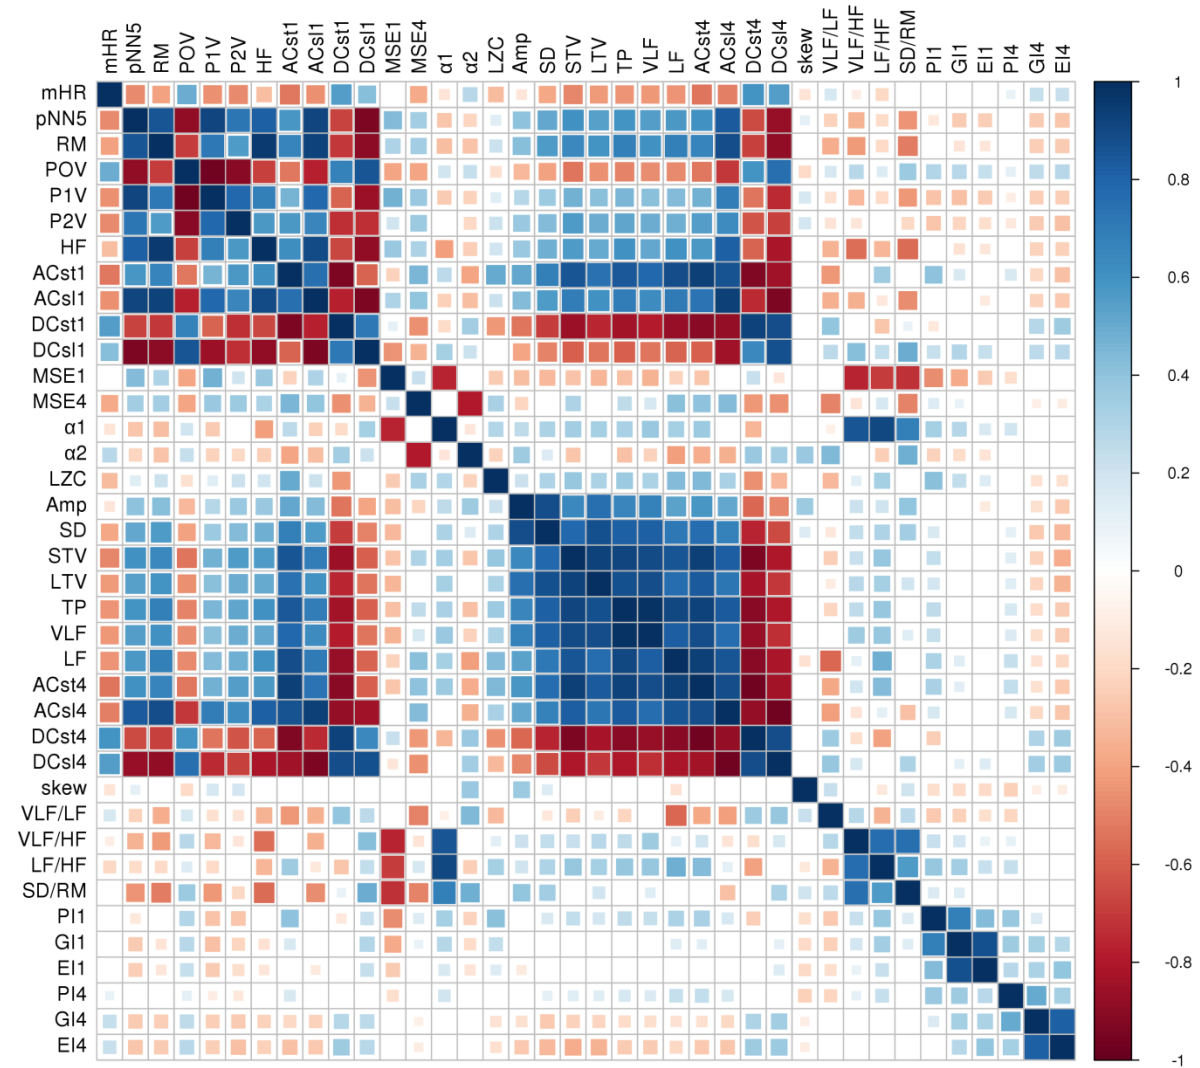 mHR pNN5 RM POV P1V P2V HF ACst1 ACsl1 DCst1 DCsl1 MSE1 MSE4 α1 α2 LZC Amp SD STV LTV TP VLF LF ACst4 ACsl4 DCst4 DCsl4 skew VLF/LF VLF/HF LF/HF SD/RM PI1 GI1 EI1 PI4 GI4 EI4
mHR
pNN5
RM
POV
P1V
P2V
HF
ACst1
ACsl1
DCst1
DCsl1
MSE1
MSE4
α1
α2
LZC
Amp
SD
STV
LTV
TP
VLF
LF
ACst4
ACsl4
DCst4
DCsl4
skew
VLF/LF
VLF/HF
LF/HF
SD/RM
PI1
GI1
EI1
PI4
GI4
EI4
1
0.8
0.6
0.4
0.2
0
-0.2
-0.4
-0.6
-0.8
-1